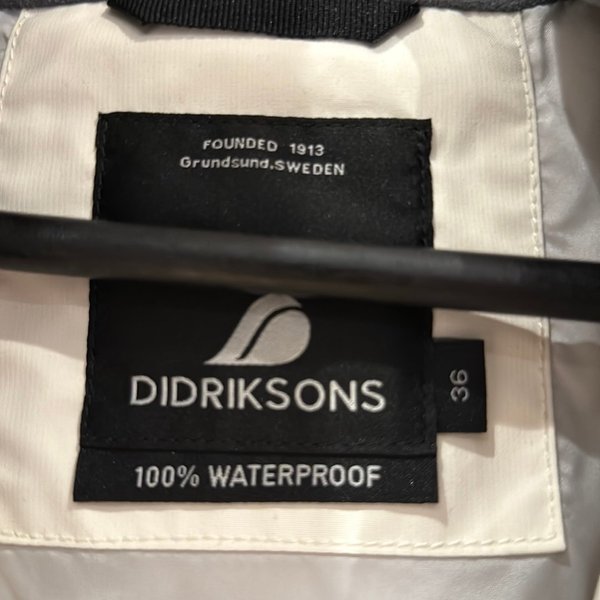 FOUNDED 1913
Grundsund.SWEDEN
DIDRIKSONS
36
100% WATERPROOF